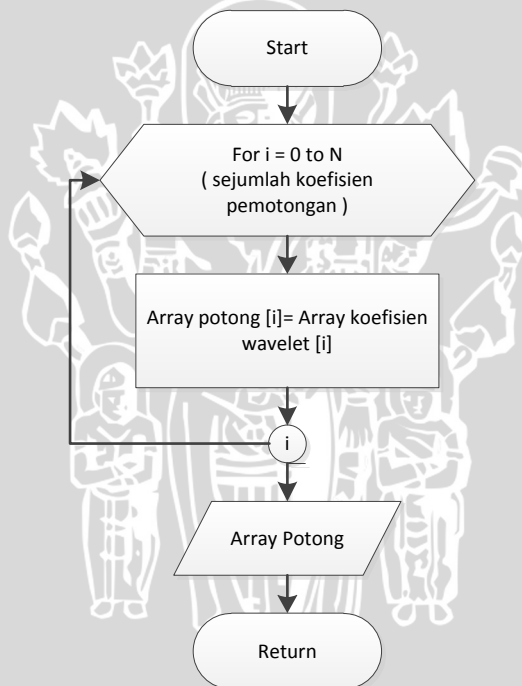 Start
For i = 0 to N
( sejumlah koefisien
pemotongan )
Array potong [i]= Array koefisien
wavelet [i]
i
Array Potong
Return